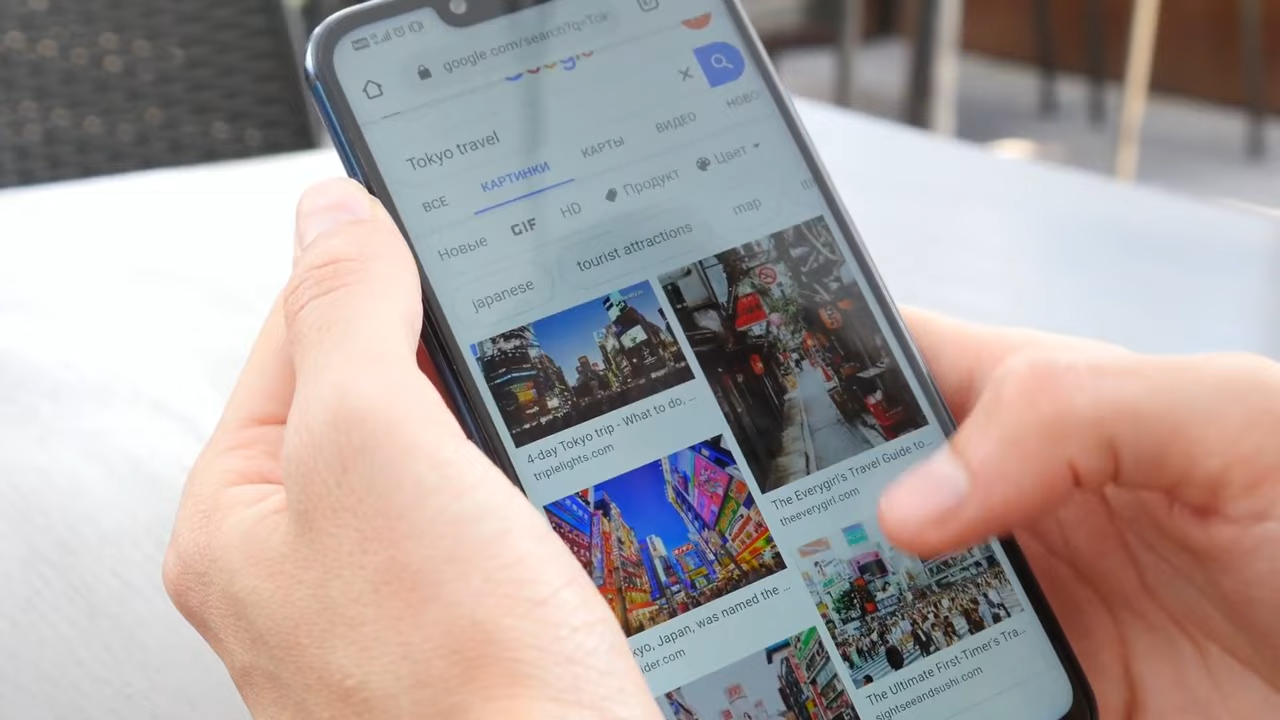 google.com/search?q=Tok
Google
Tokyo travel
ВСЕ КАРТИНКИ КАРТЫ ВИДЕО НОВО
Новые GIF HD Продукт Цвет
japanese tourist attractions map
4-day Tokyo trip - What to do, ...
triplelights.com
The Everygirl's Travel Guide to...
theeverygirl.com
kyo, Japan, was named the ...
ider.com
The Ultimate First-Timer's Tra...
sightseeandsushi.com